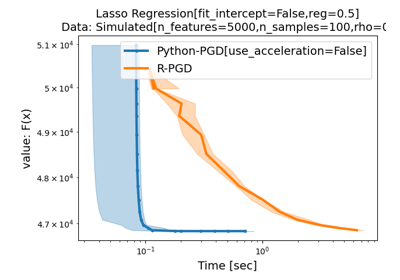 Lasso Regression[fit_intercept=False,reg=0.5]
Data: Simulated[n_features=5000,n_samples=100,rho=0
Python-PGD[use_acceleration=False]
R-PGD
5.1 × 10⁴
5 × 10⁴
4.9 × 10⁴
4.8 × 10⁴
4.7 × 10⁴
value: F(x)
10⁻¹
10⁰
Time [sec]